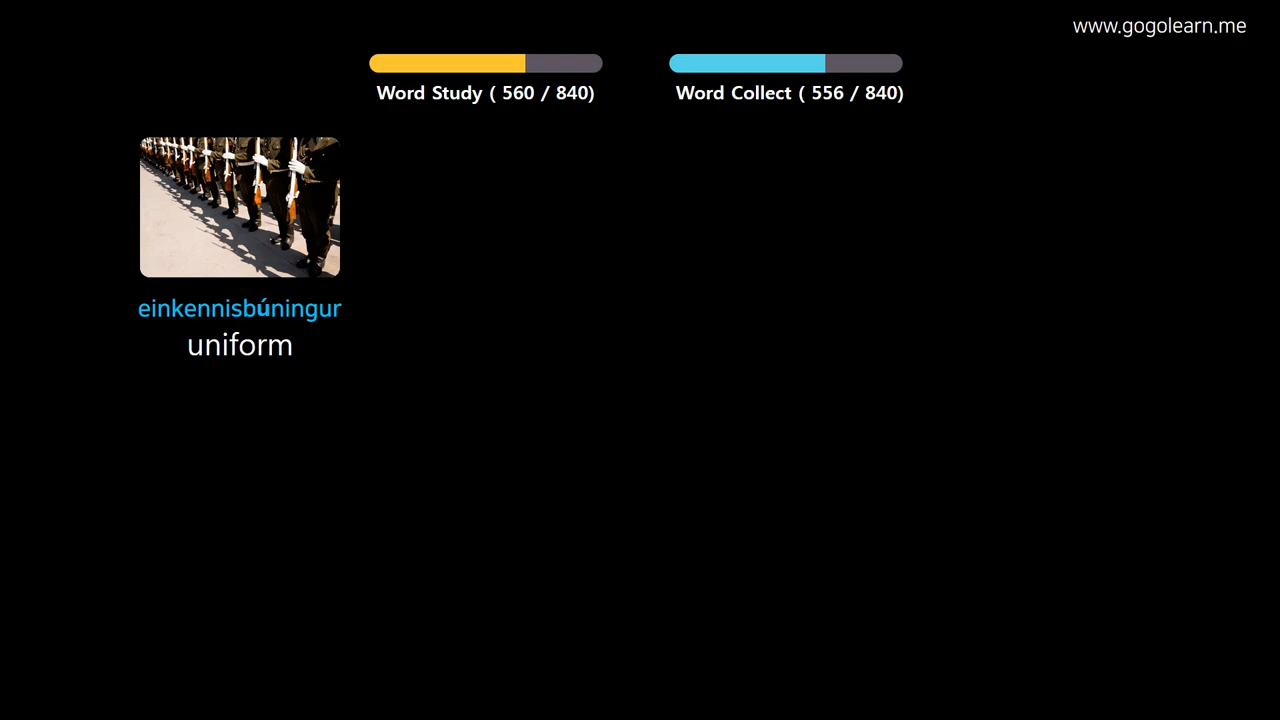 www.gogolearn.me
Word Study ( 560 / 840)
Word Collect ( 556 / 840)
einkennisbúningur
uniform